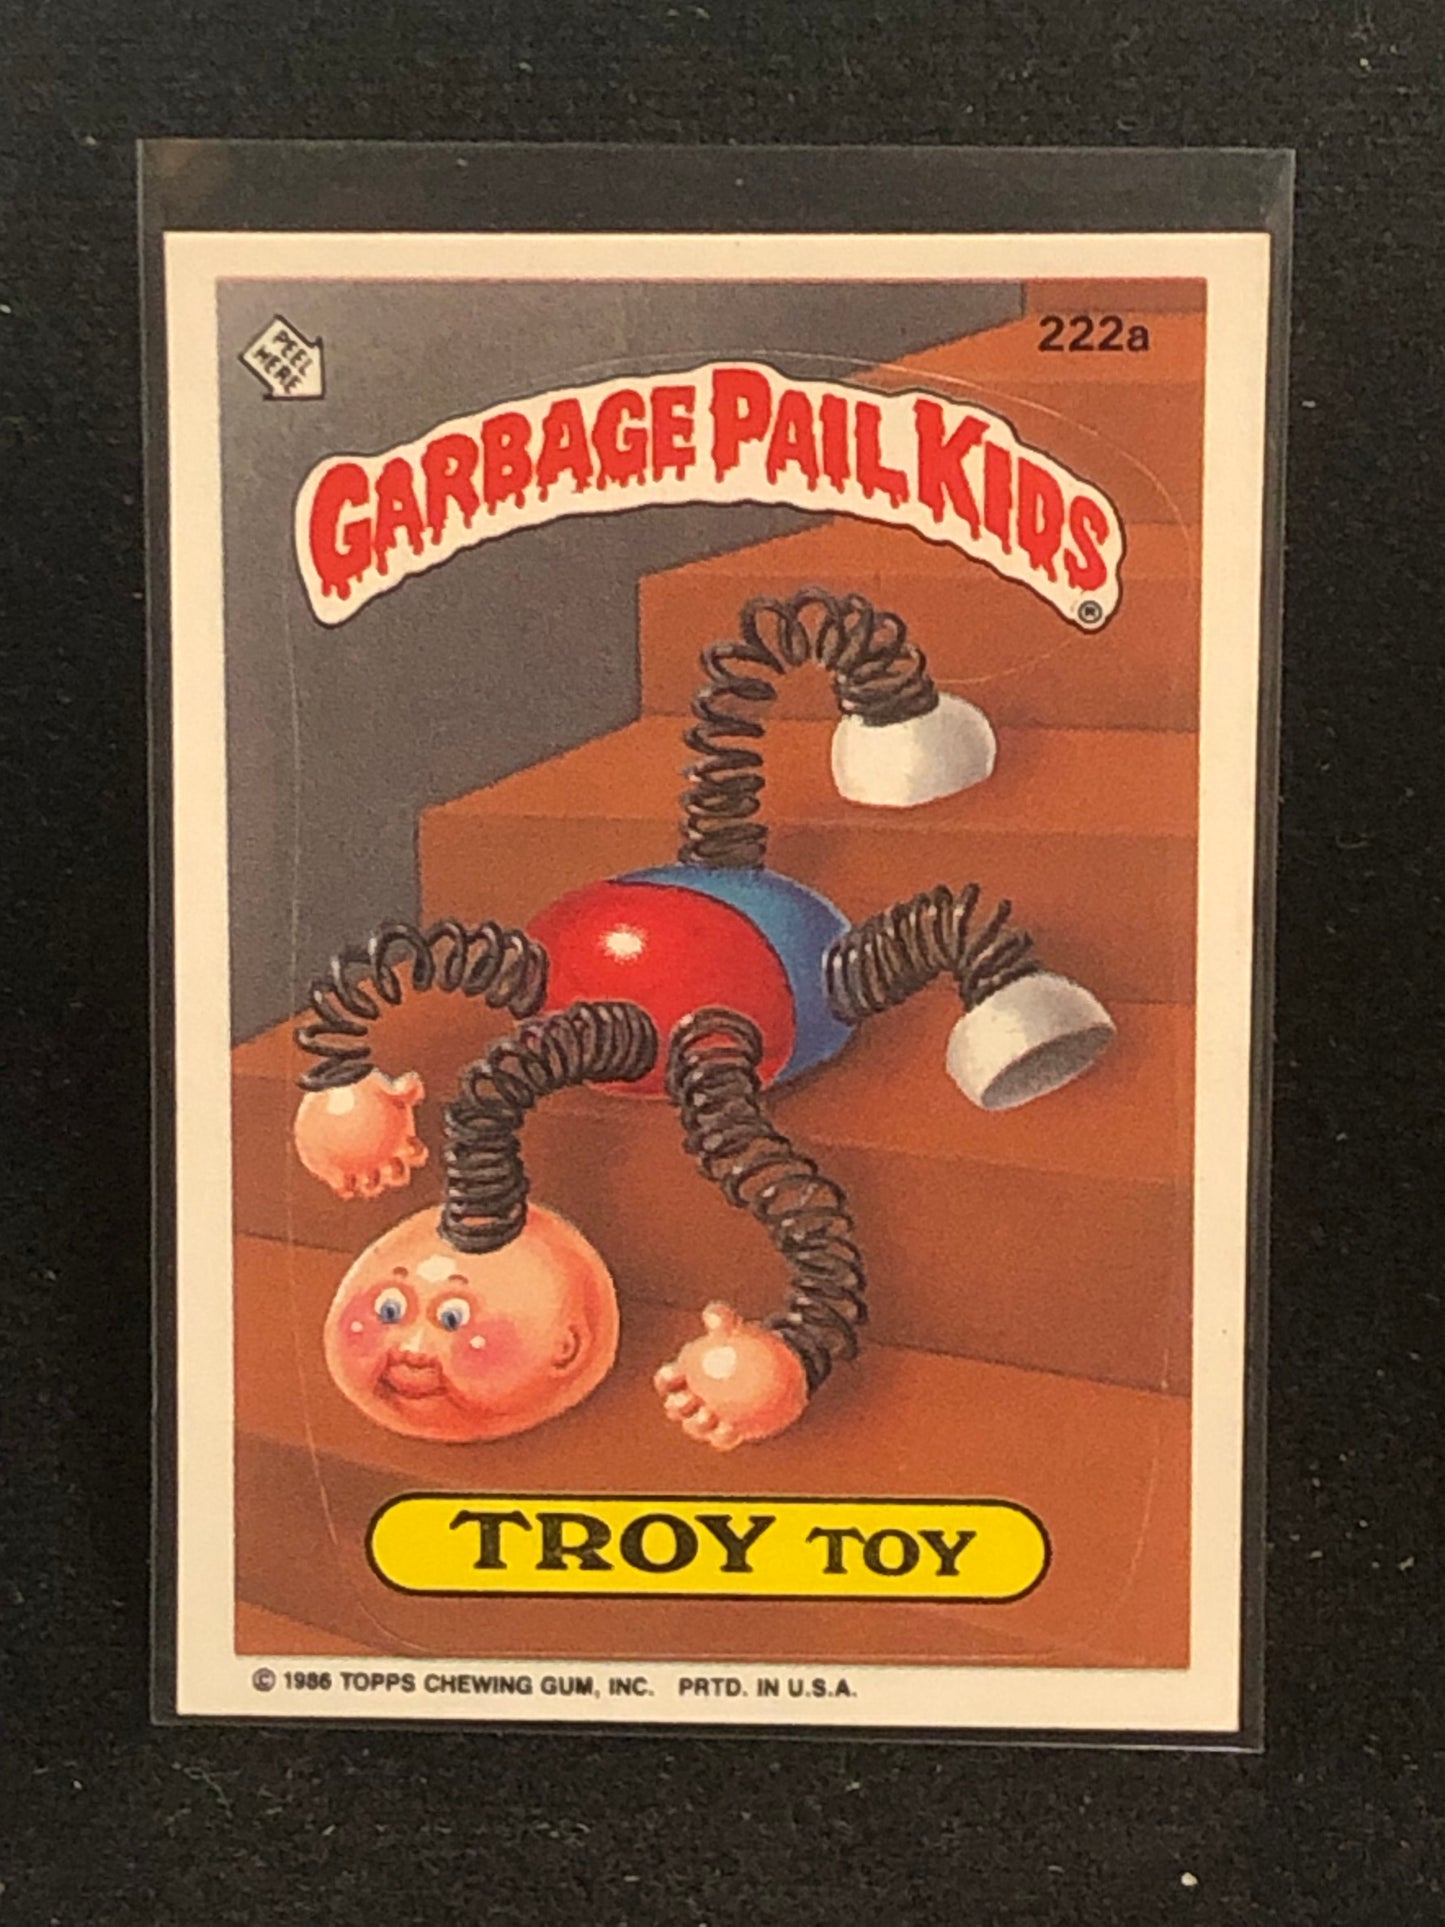 PEEL
HERE
222a
GARBAGE PAIL KIDS
®
TROY TOY
© 1986 TOPPS CHEWING GUM, INC. PRTD. IN U.S.A.